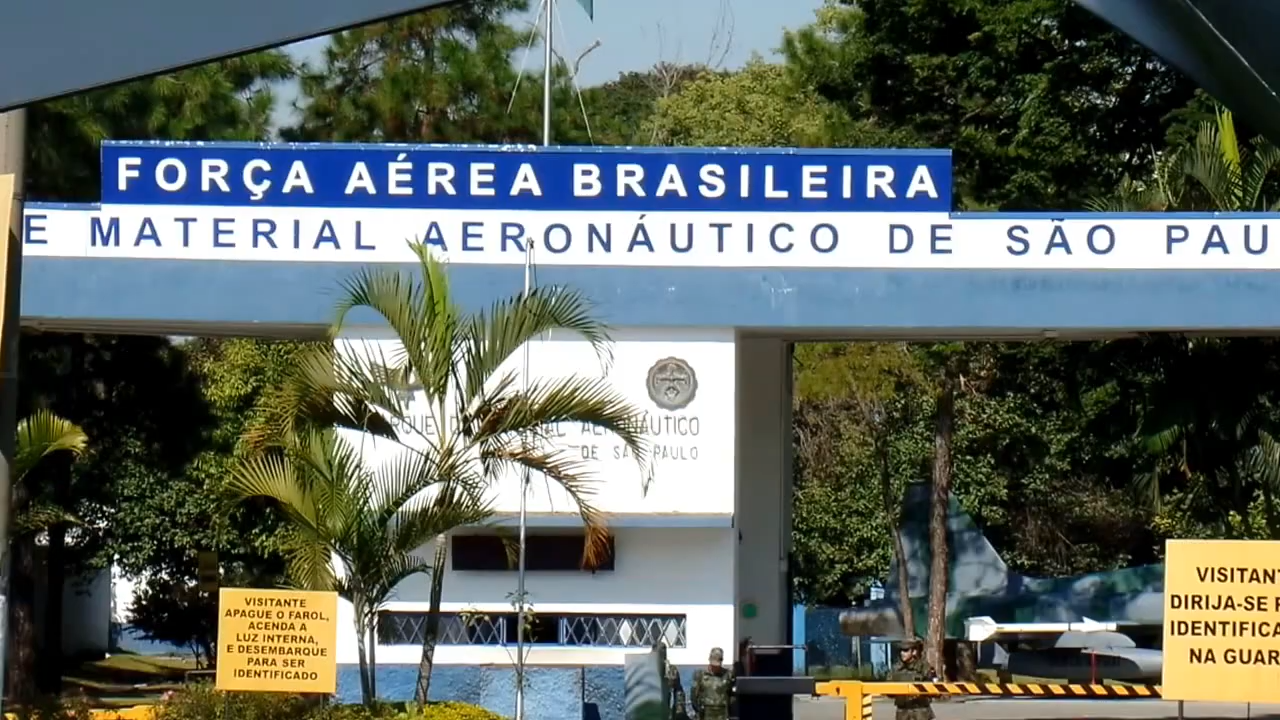 FORÇA AÉREA BRASILEIRA
E MATERIAL AERONÁUTICO DE SÃO PAU
AERONÁUTICO
DE SÃO PAULO
VISITANTE
APAGUE O FAROL,
ACENDA A
LUZ INTERNA,
E DESEMBARQUE
PARA SER
IDENTIFICADO
VISITANT
DIRIJA-SE
IDENTIFICA
NA GUAR